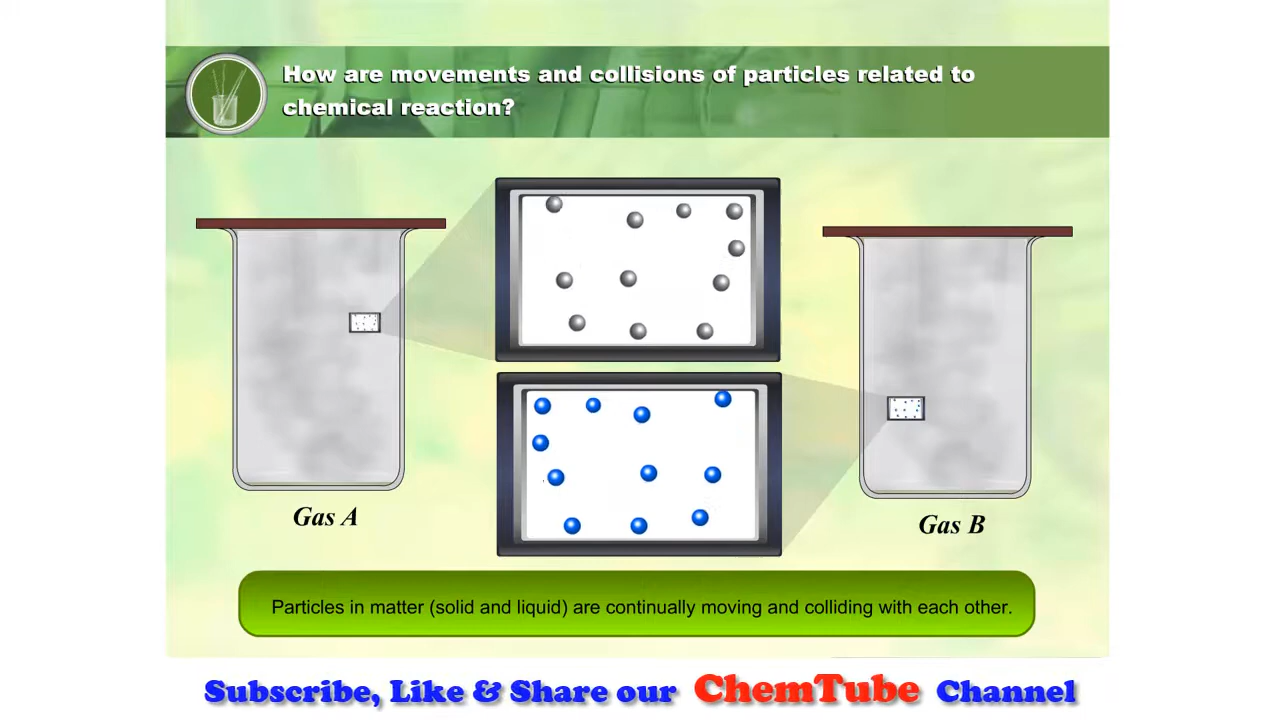 How are movements and collisions of particles related to
chemical reaction?
Gas A
Gas B
Particles in matter (solid and liquid) are continually moving and colliding with each other.
Subscribe, Like & Share our ChemTube Channel